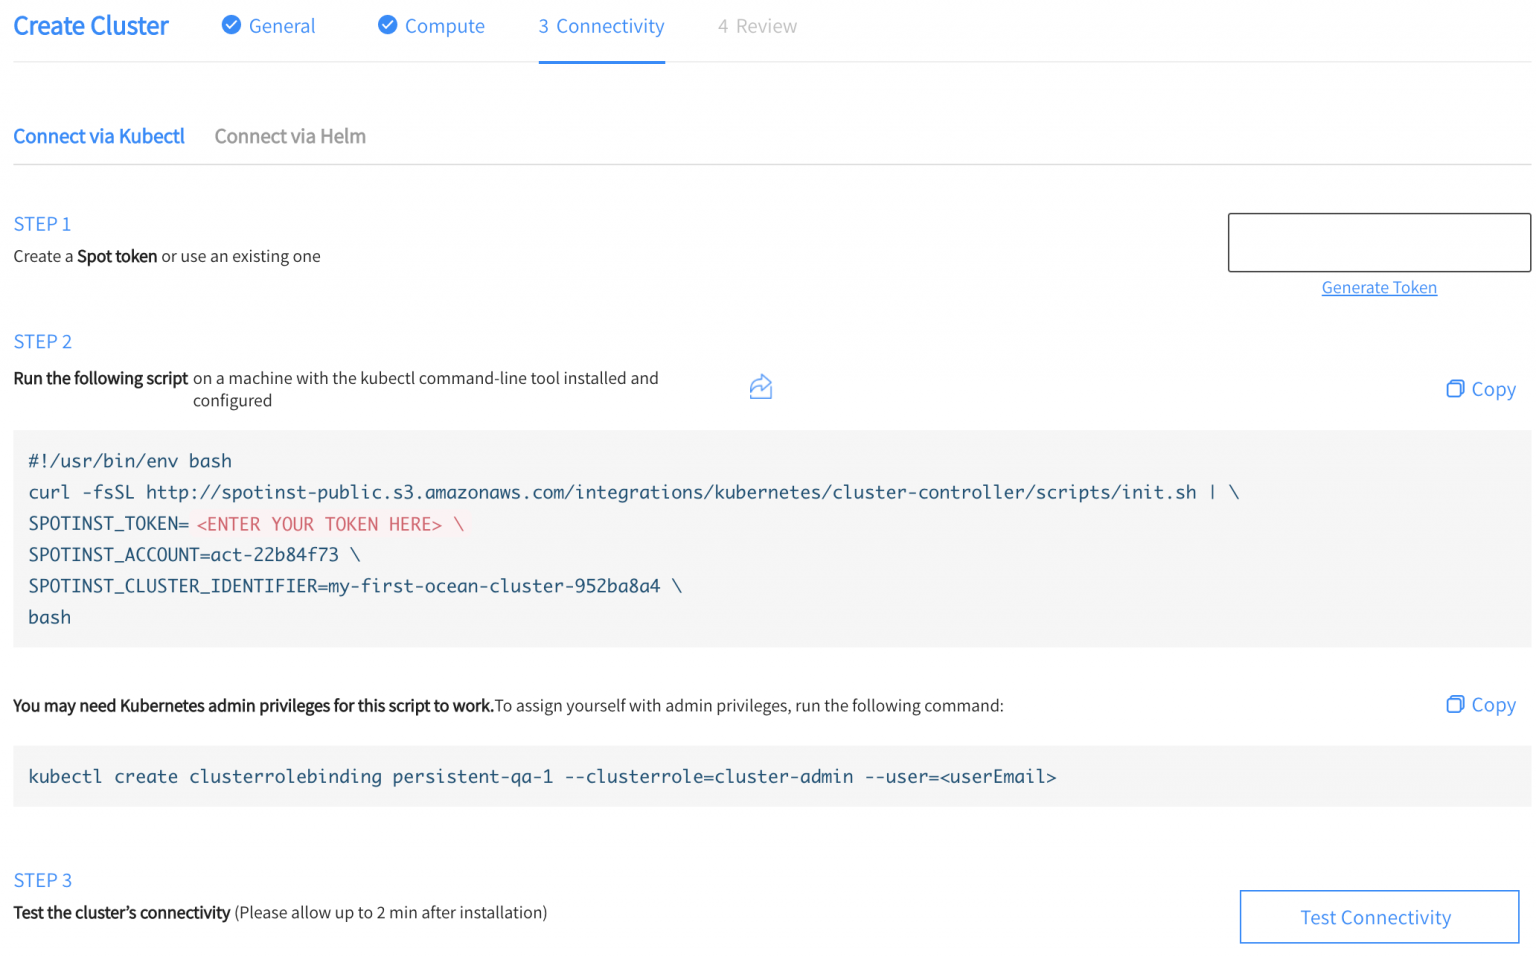 Create Cluster General Compute 3 Connectivity 4 Review
Connect via Kubectl Connect via Helm
STEP 1
Create a Spot token or use an existing one
Generate Token
STEP 2
Run the following script on a machine with the kubectl command-line tool installed and
configured
Copy
#!/usr/bin/env bash
curl -fsSL http://spotinst-public.s3.amazonaws.com/integrations/kubernetes/cluster-controller/scripts/init.sh | \
SPOTINST_TOKEN= <ENTER YOUR TOKEN HERE> \
SPOTINST_ACCOUNT=act-22b84f73 \
SPOTINST_CLUSTER_IDENTIFIER=my-first-ocean-cluster-952ba8a4 \
bash
You may need Kubernetes admin privileges for this script to work.To assign yourself with admin privileges, run the following command:
Copy
kubectl create clusterrolebinding persistent-qa-1 --clusterrole=cluster-admin --user=<userEmail>
STEP 3
Test the cluster’s connectivity (Please allow up to 2 min after installation)
Test Connectivity